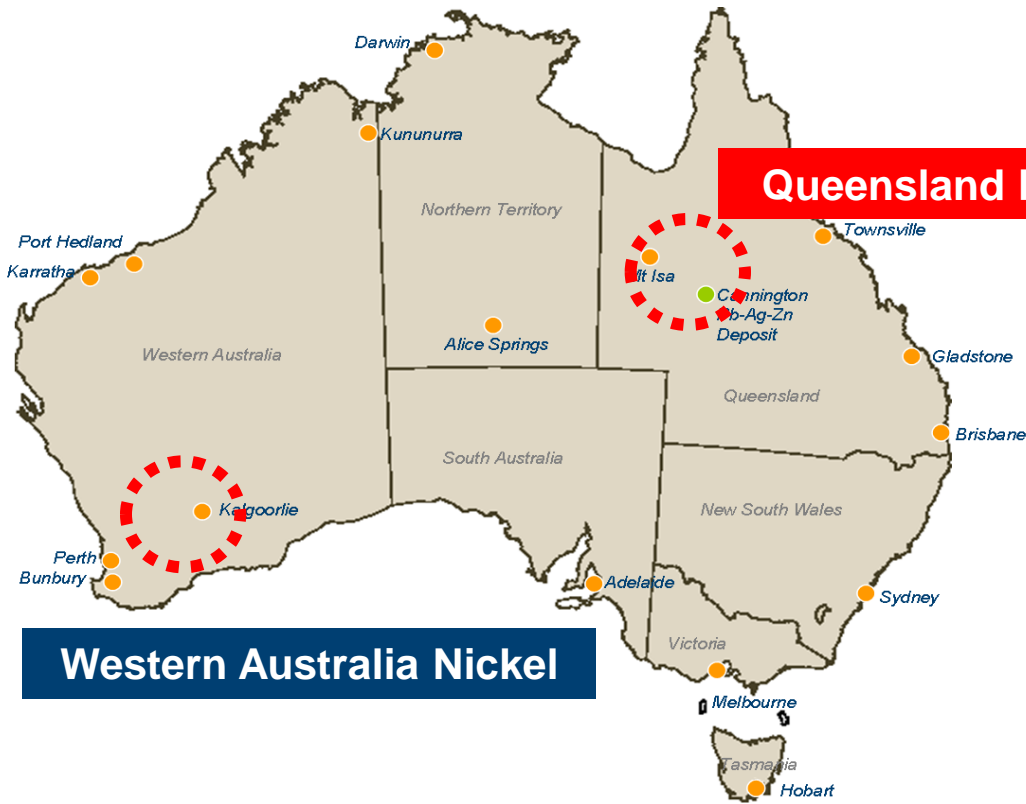 Darwin
Kununurra
Queensland
Northern Territory
Townsville
Port Hedland
Karratha
Mt Isa
Cannington
Pb-Ag-Zn
Deposit
Alice Springs
Western Australia
Gladstone
Queensland
Brisbane
South Australia
New South Wales
Kalgoorlie
Perth
Bunbury
Adelaide
Sydney
Victoria
Western Australia Nickel
Melbourne
Tasmania
Hobart